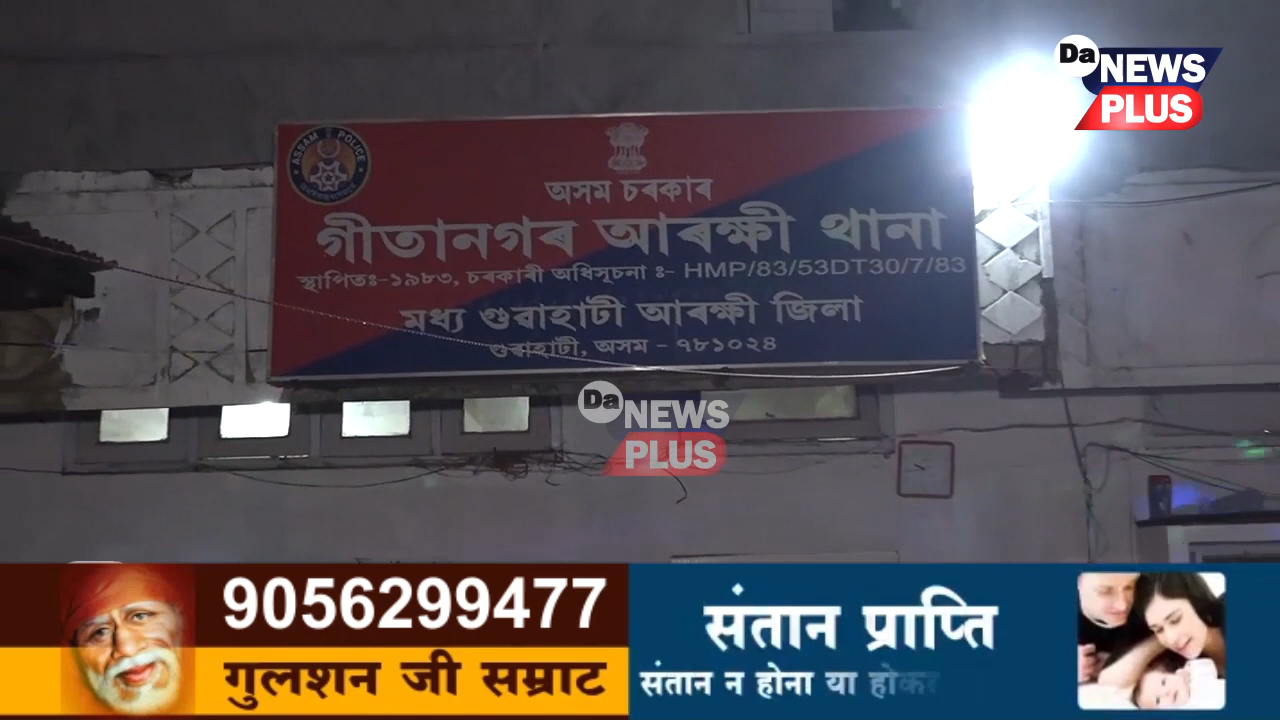 Da
NEWS
PLUS
ASSAM POLICE
অসম চৰকাৰ
গীতানগৰ আৰক্ষী থানা
স্থাপিতঃ-১৯৮৩, চৰকাৰী অধিসূচনা ঃ- HMP/83/53DT30/7/83
মধ্য গুৱাহাটী আৰক্ষী জিলা
গুৱাহাটী, অসম - ৭৮১০২৪
Da
NEWS
PLUS
9056299477
गुलशन जी सम्राट
संतान प्राप्ति
संतान न होना या होकर